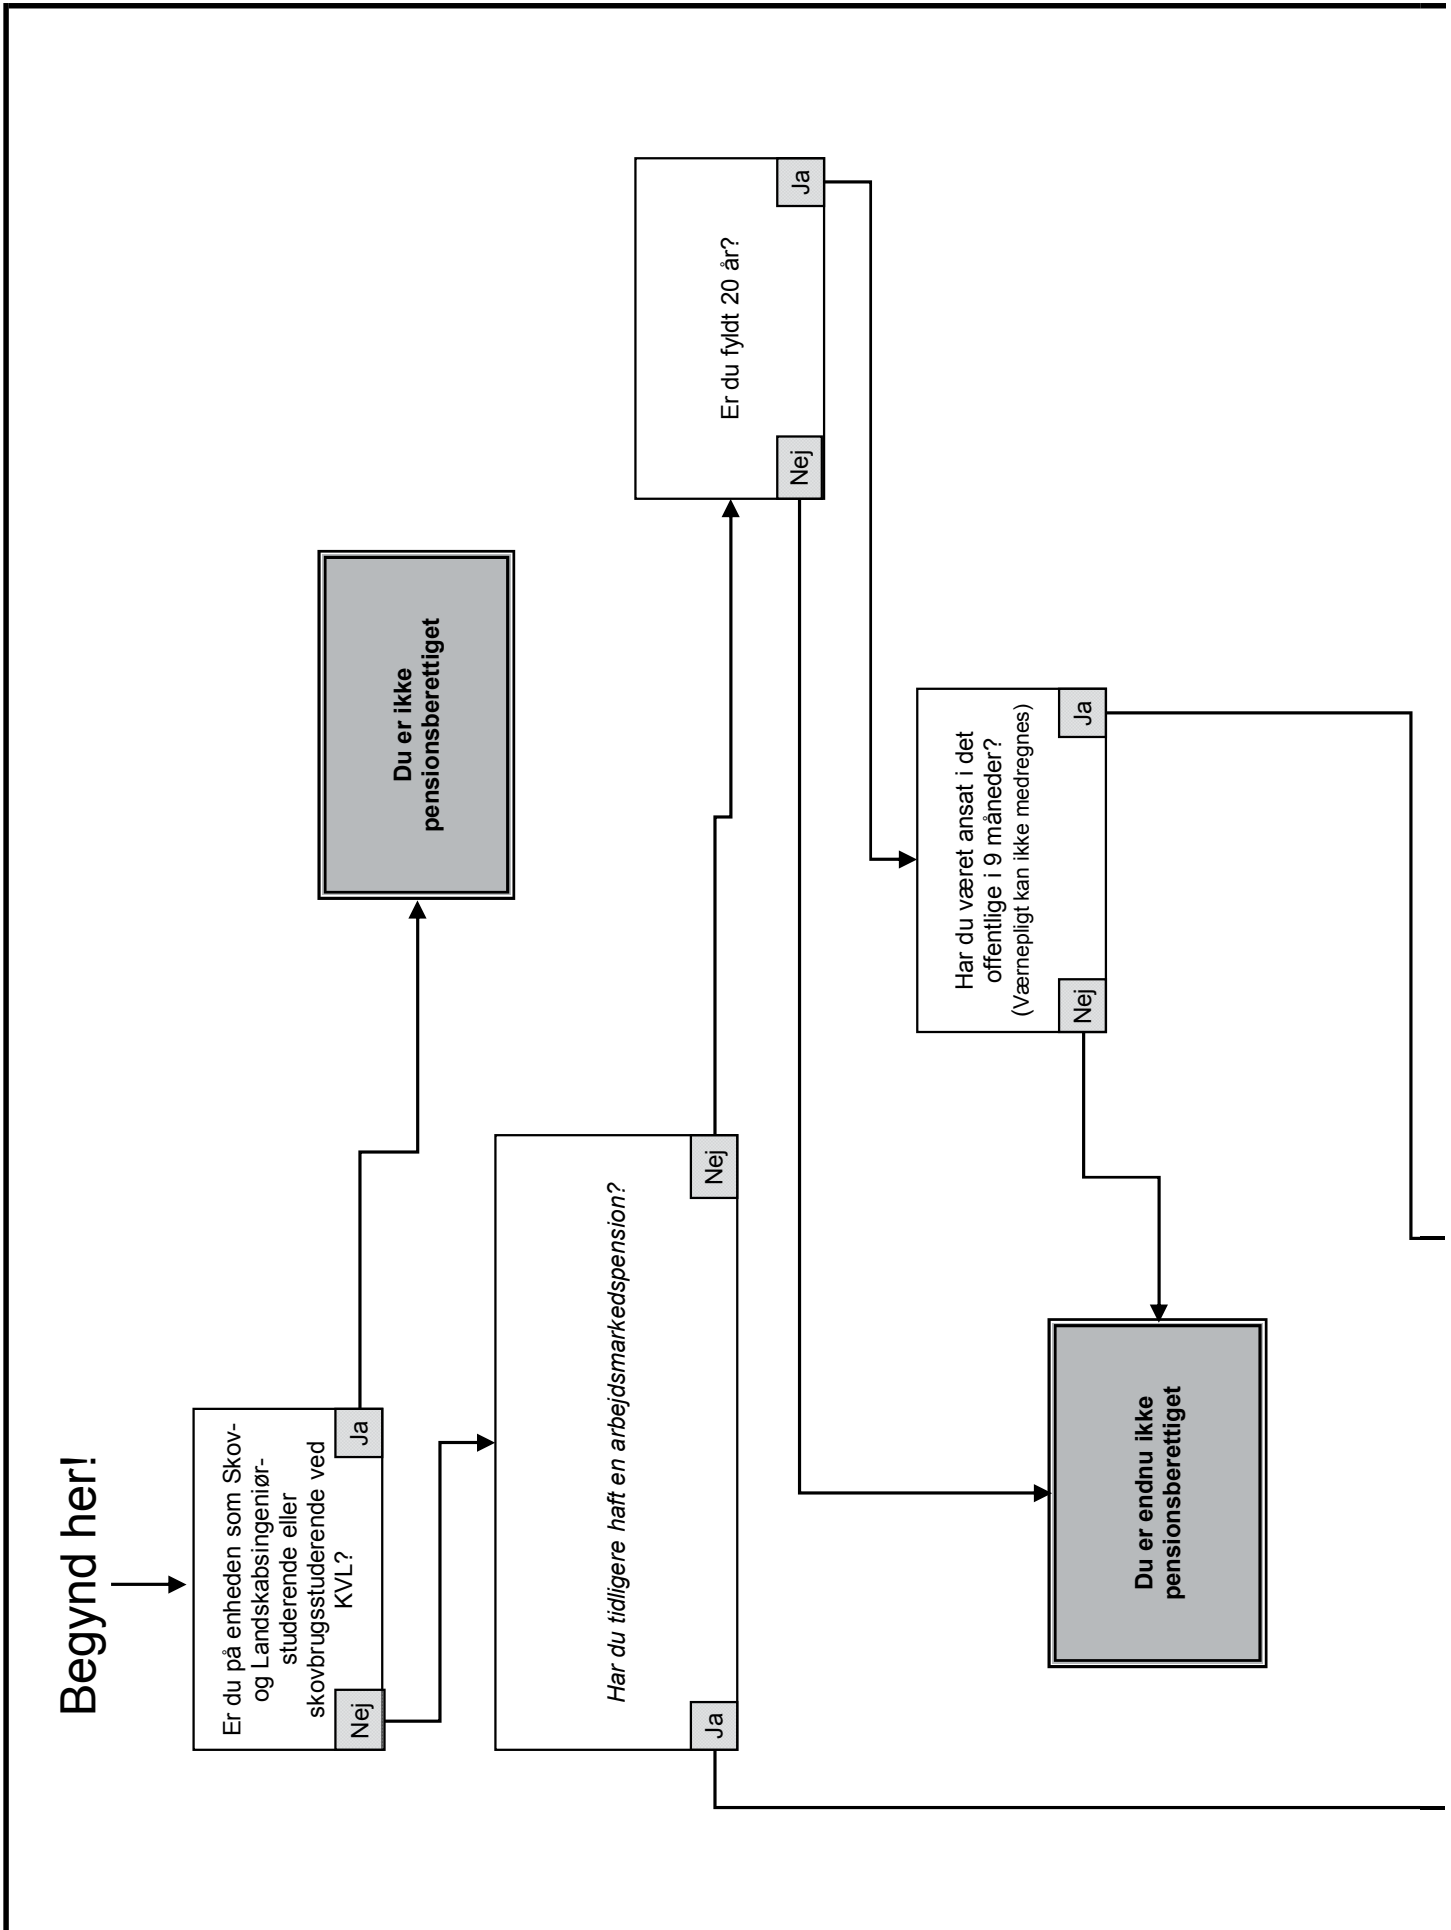 Begynd her!
Er du på enheden som Skov-
og Landskabsingeniør-
studerende eller
skovbrugsstuderende ved
KVL?
Nej
Ja
Du er ikke
pensionsberettiget
Har du tidligere haft en arbejdsmarkedspension?
Ja
Nej
Er du fyldt 20 år?
Nej
Ja
Har du været ansat i det
offentlige i 9 måneder?
(Værnepligt kan ikke medregnes)
Nej
Ja
Du er endnu ikke
pensionsberettiget